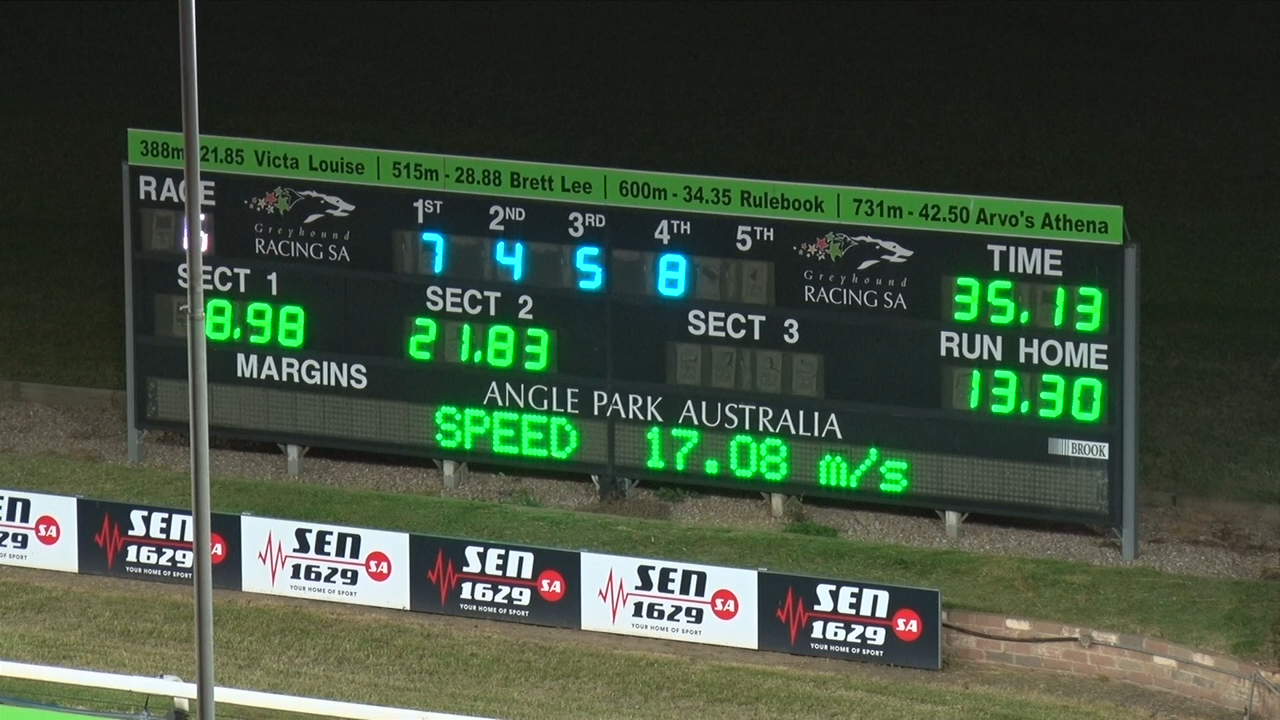 388m 21.85 Victa Louise | 515m - 28.88 Brett Lee | 600m - 34.35 Rulebook | 731m - 42.50 Arvo's Athena
RACE
Greyhound
RACING SA
1ST 2ND 3RD 4TH 5TH
7 4 5 8
Greyhound
RACING SA
TIME
35.13
SECT 1
8.98
SECT 2
21.83
SECT 3
RUN HOME
13.30
MARGINS
ANGLE PARK AUSTRALIA
SPEED 17.08 m/s
BROOK
SEN SA
1629
YOUR HOME OF SPORT
SEN SA
1629
YOUR HOME OF SPORT
SEN SA
1629
YOUR HOME OF SPORT
SEN SA
1629
YOUR HOME OF SPORT
SEN SA
1629
YOUR HOME OF SPORT